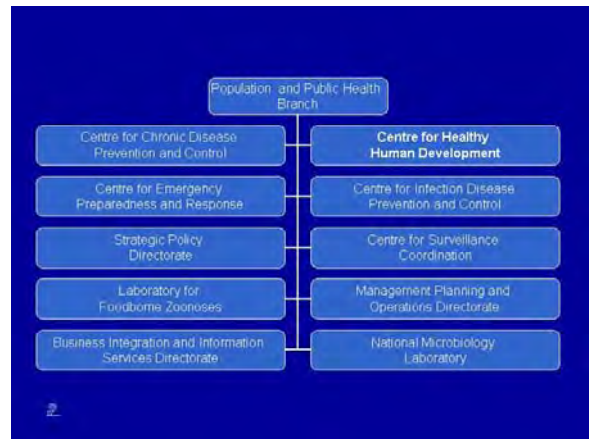 Population and Public Health
Branch
Centre for Chronic Disease
Prevention and Control
Centre for Healthy
Human Development
Centre for Emergency
Preparedness and Response
Centre for Infection Disease
Prevention and Control
Strategic Policy
Directorate
Centre for Surveillance
Coordination
Laboratory for
Foodborne Zoonoses
Management Planning and
Operations Directorate
Business Integration and Information
Services Directorate
National Microbiology
Laboratory